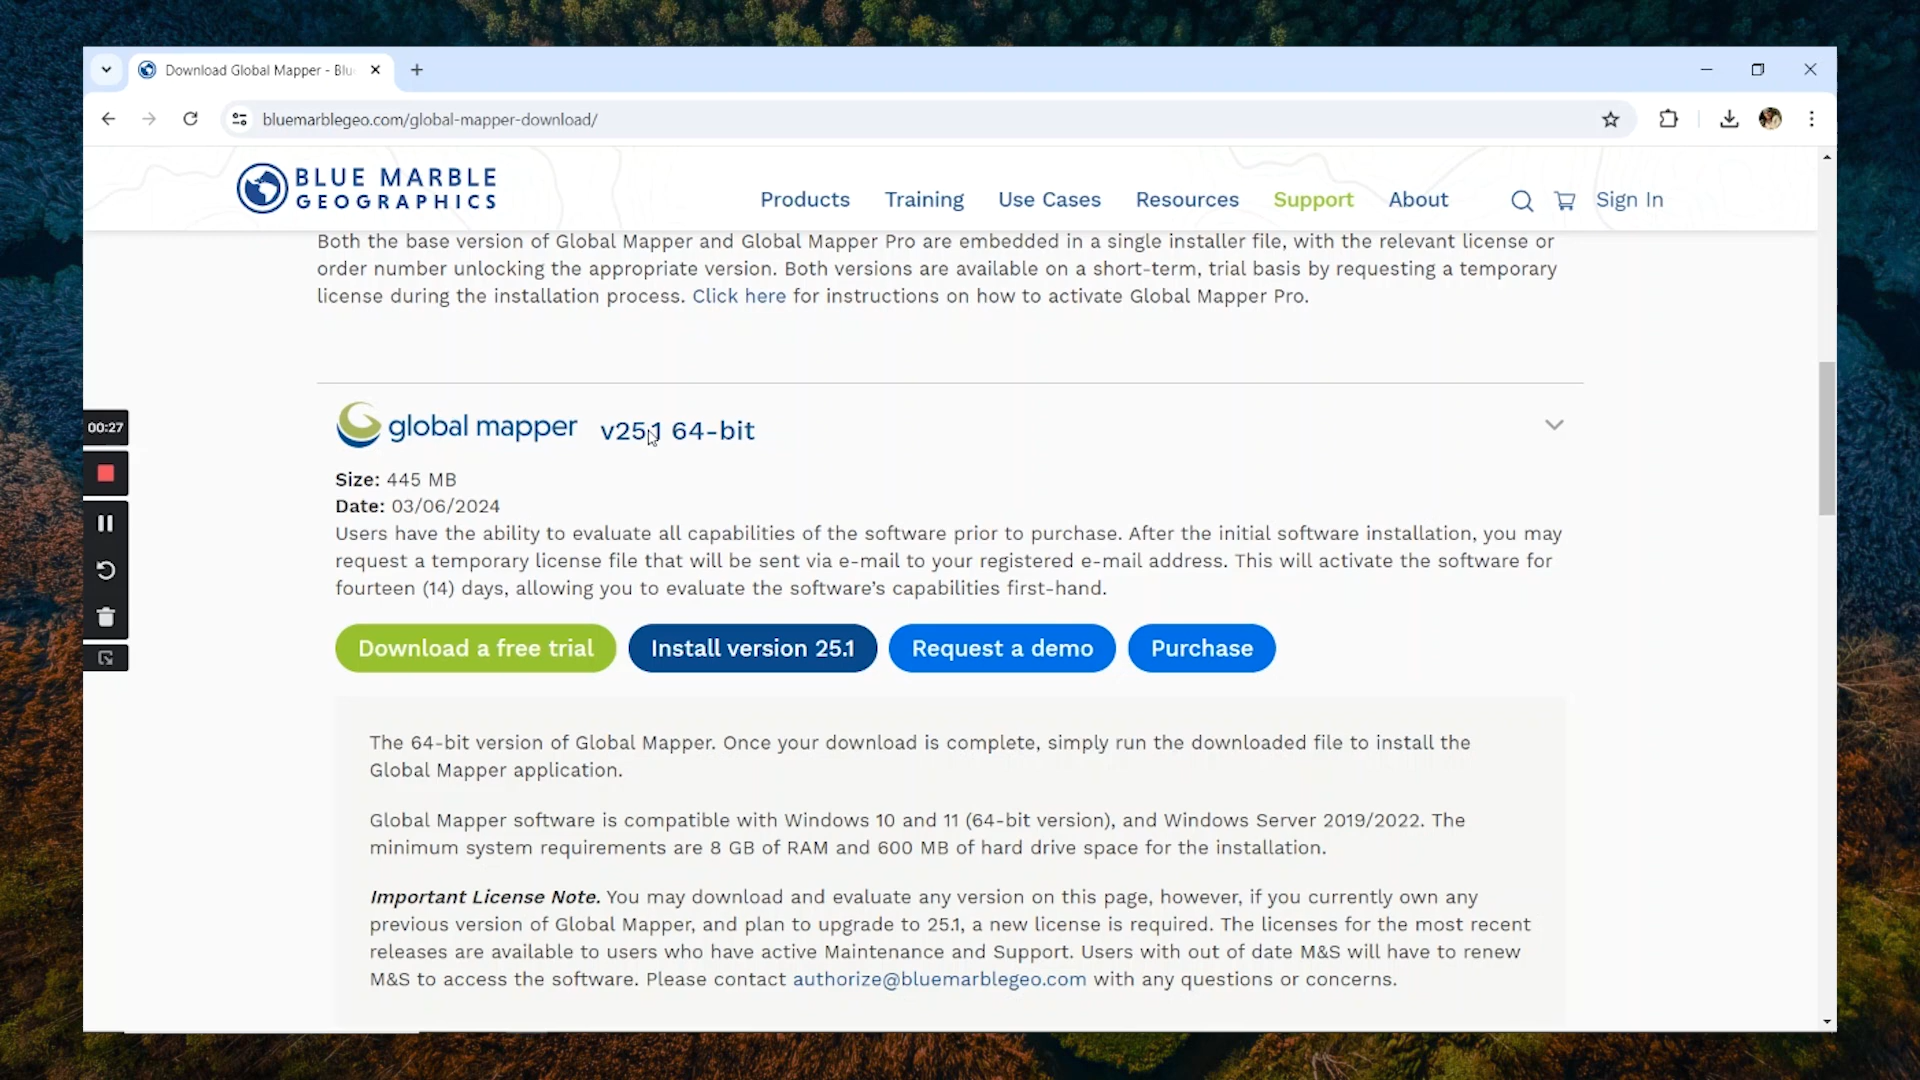 Download Global Mapper - Blu
bluemarblegeo.com/global-mapper-download/
BLUE MARBLE
GEOGRAPHICS
Products Training Use Cases Resources Support About Sign In
Both the base version of Global Mapper and Global Mapper Pro are embedded in a single installer file, with the relevant license or
order number unlocking the appropriate version. Both versions are available on a short-term, trial basis by requesting a temporary
license during the installation process. Click here for instructions on how to activate Global Mapper Pro.
00:27
global mapper v25.1 64-bit
Size: 445 MB
Date: 03/06/2024
Users have the ability to evaluate all capabilities of the software prior to purchase. After the initial software installation, you may
request a temporary license file that will be sent via e-mail to your registered e-mail address. This will activate the software for
fourteen (14) days, allowing you to evaluate the software’s capabilities first-hand.
Download a free trial Install version 25.1 Request a demo Purchase
The 64-bit version of Global Mapper. Once your download is complete, simply run the downloaded file to install the
Global Mapper application.
Global Mapper software is compatible with Windows 10 and 11 (64-bit version), and Windows Server 2019/2022. The
minimum system requirements are 8 GB of RAM and 600 MB of hard drive space for the installation.
Important License Note. You may download and evaluate any version on this page, however, if you currently own any
previous version of Global Mapper, and plan to upgrade to 25.1, a new license is required. The licenses for the most recent
releases are available to users who have active Maintenance and Support. Users with out of date M&S will have to renew
M&S to access the software. Please contact authorize@bluemarblegeo.com with any questions or concerns.